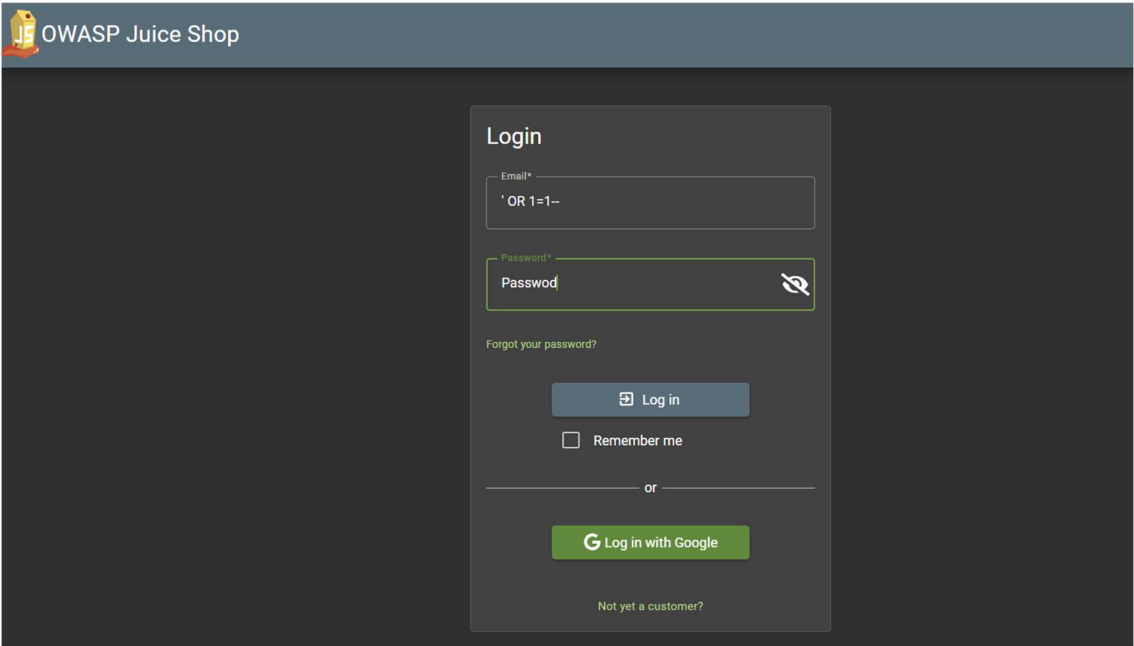 JS OWASP Juice Shop
Login
Email*
' OR 1=1--
Password*
Passwod
Forgot your password?
Log in
Remember me
or
G Log in with Google
Not yet a customer?